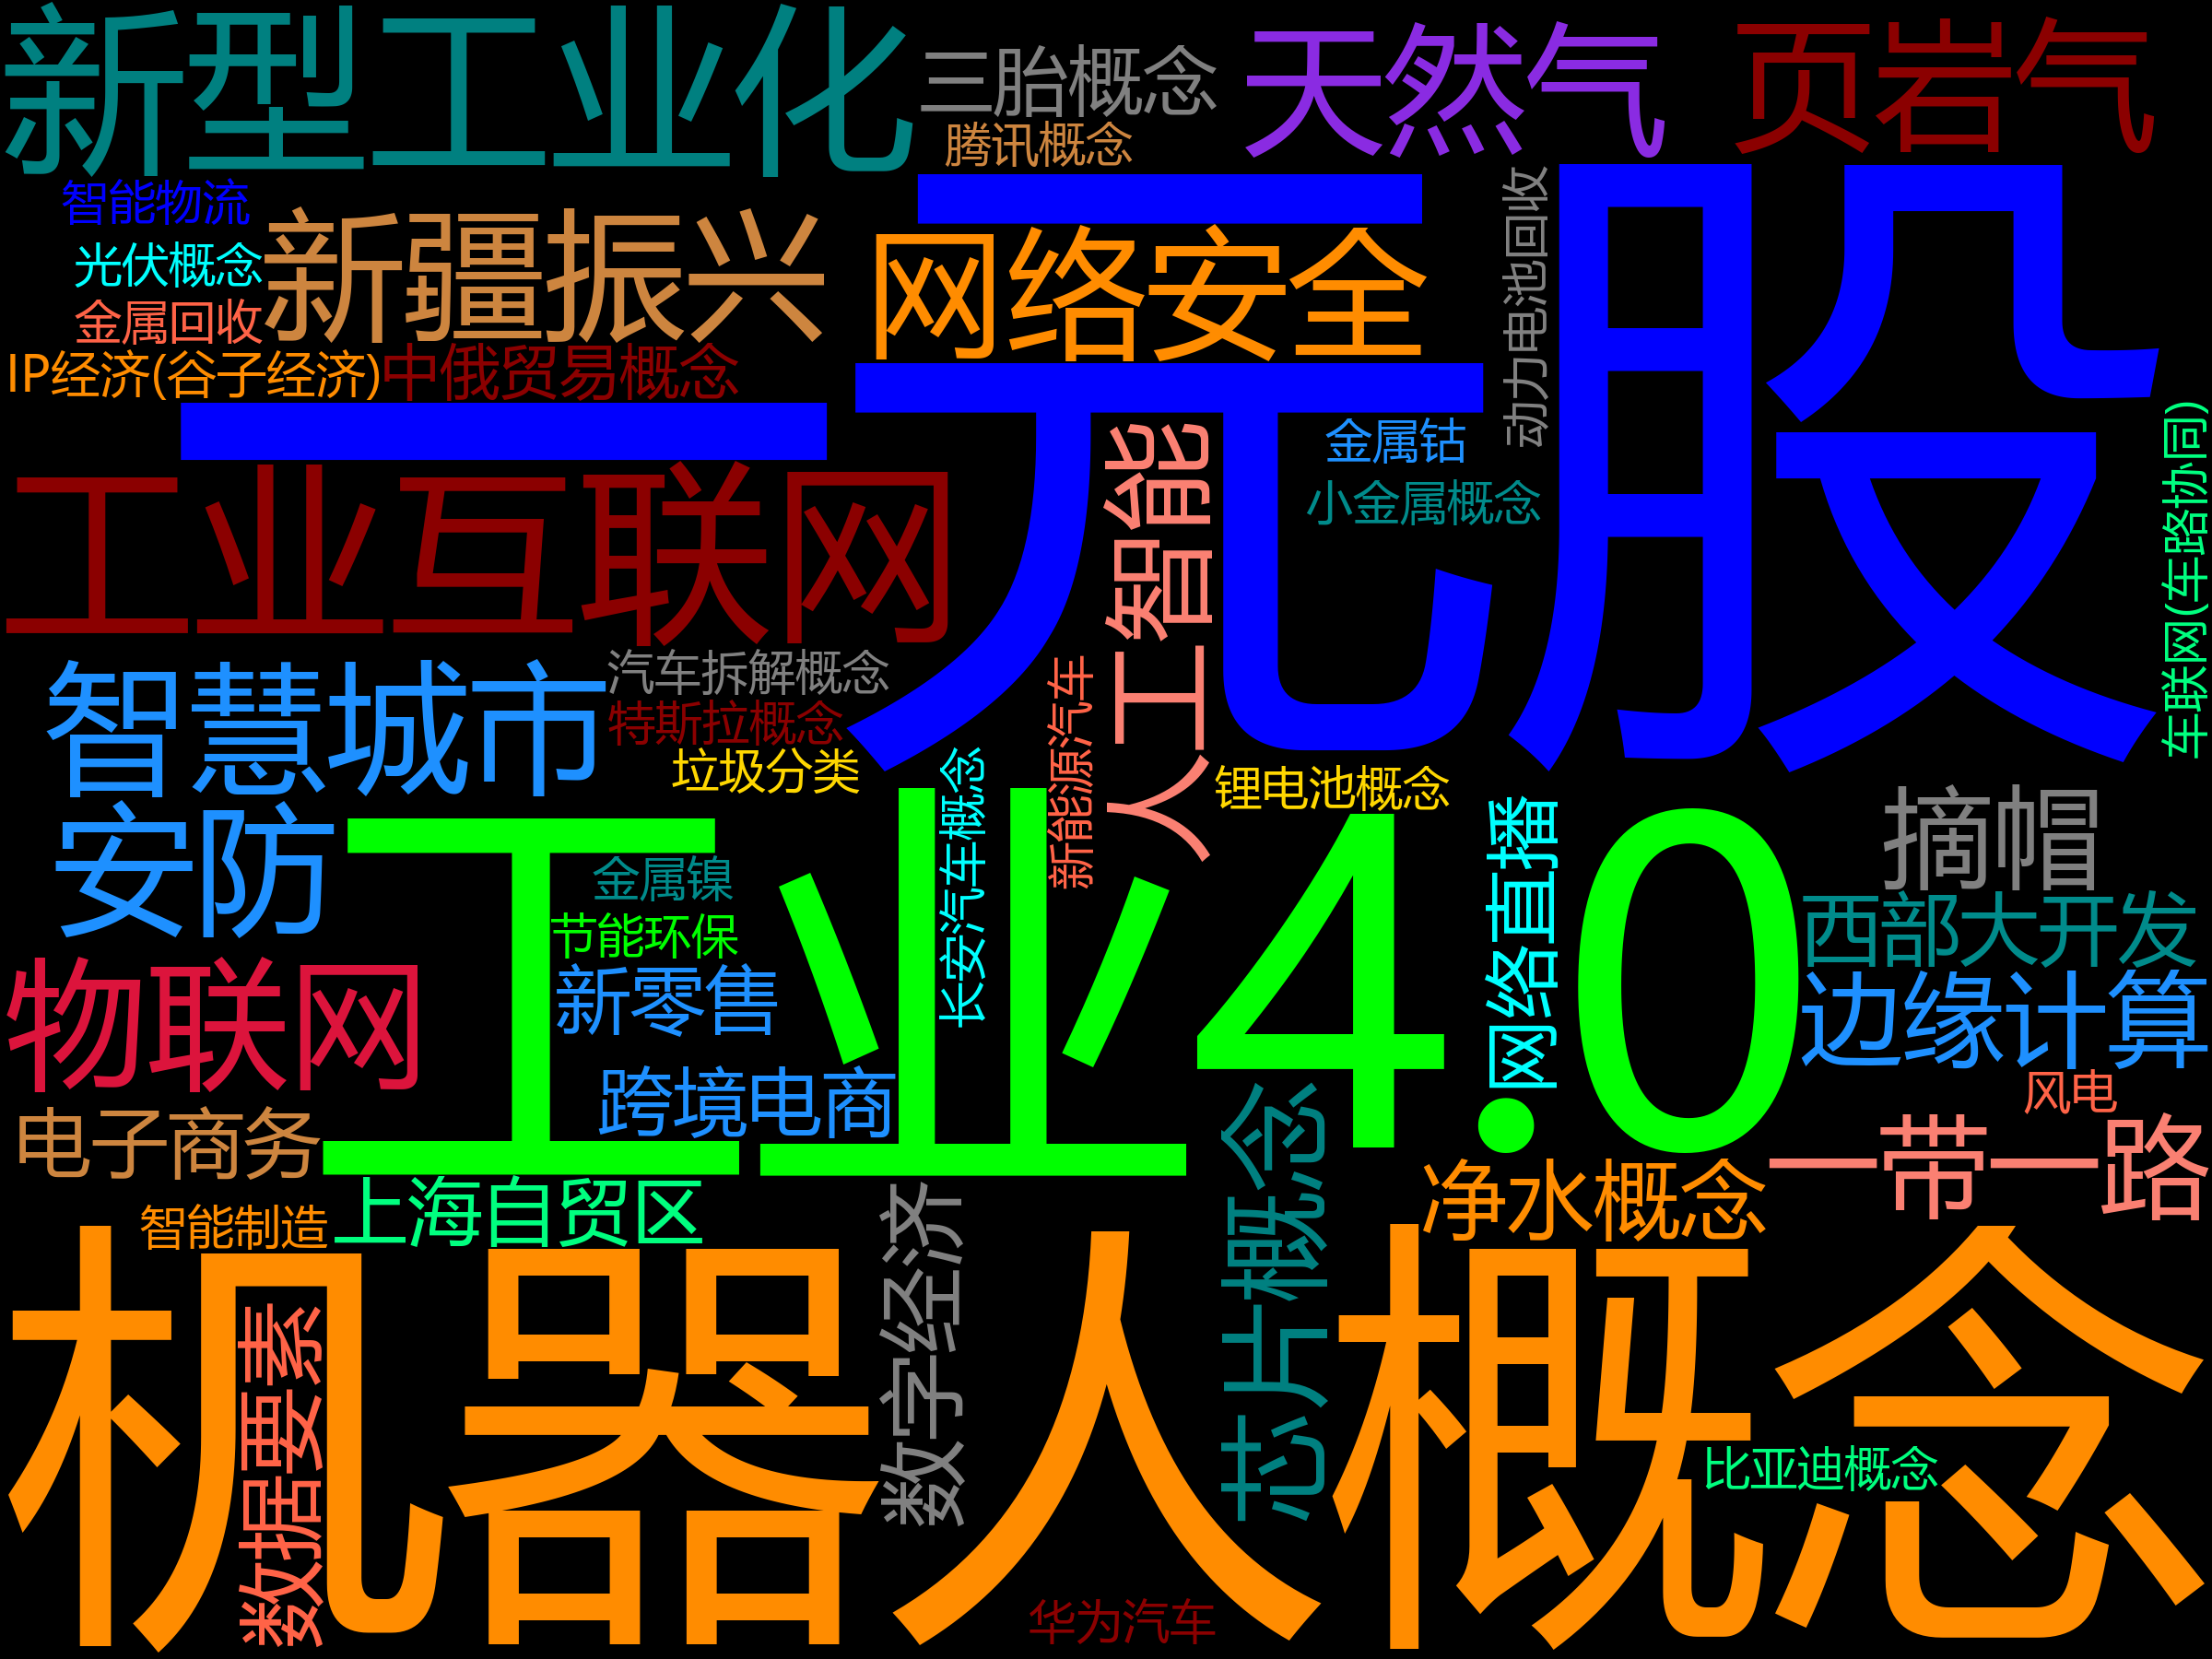 新型工业化
三胎概念
天然气
页岩气
腾讯概念
智能物流
光伏概念
金属回收
新疆振兴
网络安全
动力电池回收
IP经济(谷子经济)
中俄贸易概念
一元股
工业互联网
人工智能
金属钴
小金属概念
车联网(车路协同)
智慧城市
汽车拆解概念
特斯拉概念
垃圾分类
长安汽车概念
新能源汽车
锂电池概念
网络直播
摘帽
安防
工业4.0
金属镍
节能环保
新零售
西部大开发
边缘计算
物联网
跨境电商
风电
电子商务
一带一路
净水概念
上海自贸区
智能制造
数字经济
芯片概念
数据要素
机器人概念
比亚迪概念
华为汽车